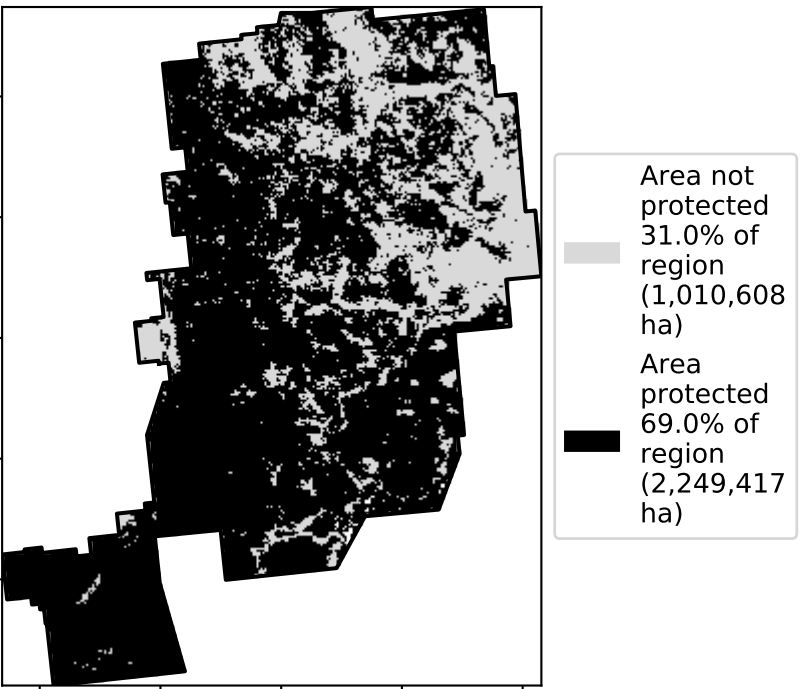 Area not
protected
31.0% of
region
(1,010,608
ha)
Area
protected
69.0% of
region
(2,249,417
ha)